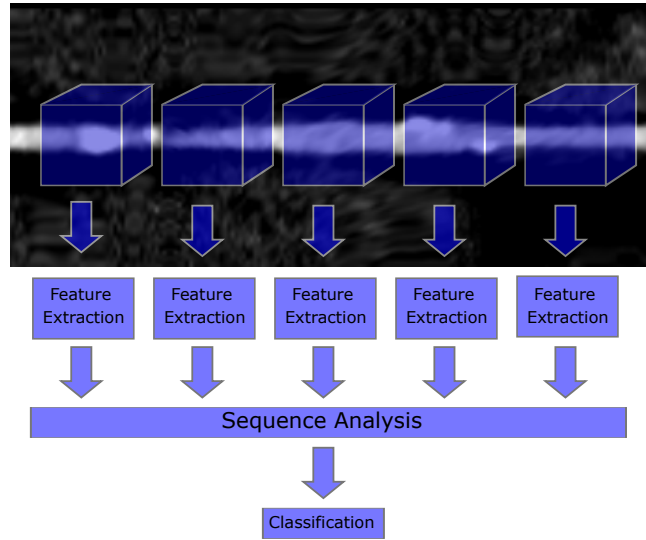 Feature
Extraction
Feature
Extraction
Feature
Extraction
Feature
Extraction
Feature
Extraction
Sequence Analysis
Classification